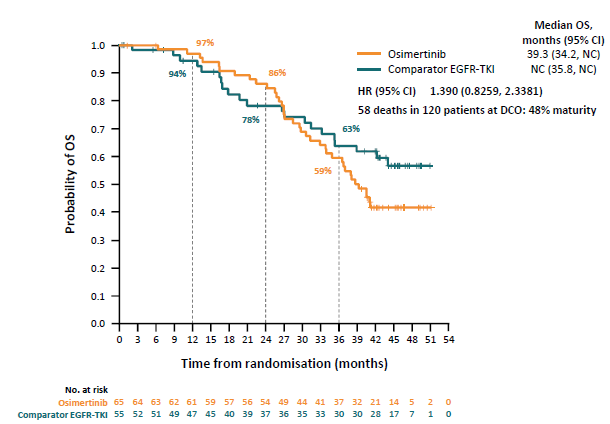 Median OS,
months (95% CI)
Osimertinib 39.3 (34.2, NC)
Comparator EGFR-TKI NC (35.8, NC)
HR (95% CI) 1.390 (0.8259, 2.3381)
58 deaths in 120 patients at DCO: 48% maturity
Probability of OS
1.0
0.9
0.8
0.7
0.6
0.5
0.4
0.3
0.2
0.1
0.0
97%
94%
86%
78%
63%
59%
0 3 6 9 12 15 18 21 24 27 30 33 36 39 42 45 48 51 54
Time from randomisation (months)
No. at risk
Osimertinib 65 64 63 62 61 59 57 56 54 49 44 41 37 32 21 14 5 2 0
Comparator EGFR-TKI 55 52 51 49 47 45 40 39 37 36 35 33 30 30 28 17 7 1 0